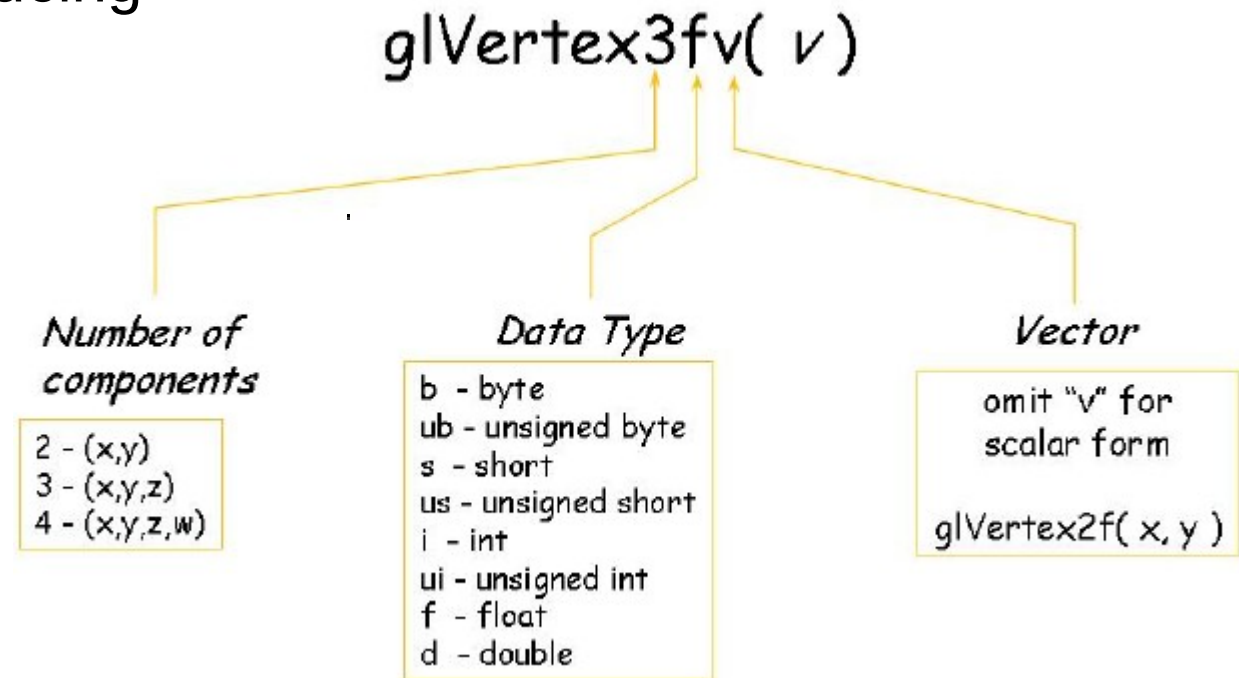 glVertex3fv( v )
Number of
components
2 - (x,y)
3 - (x,y,z)
4 - (x,y,z,w)
Data Type
b - byte
ub - unsigned byte
s - short
us - unsigned short
i - int
ui - unsigned int
f - float
d - double
Vector
omit "v" for
scalar form
glVertex2f( x, y )